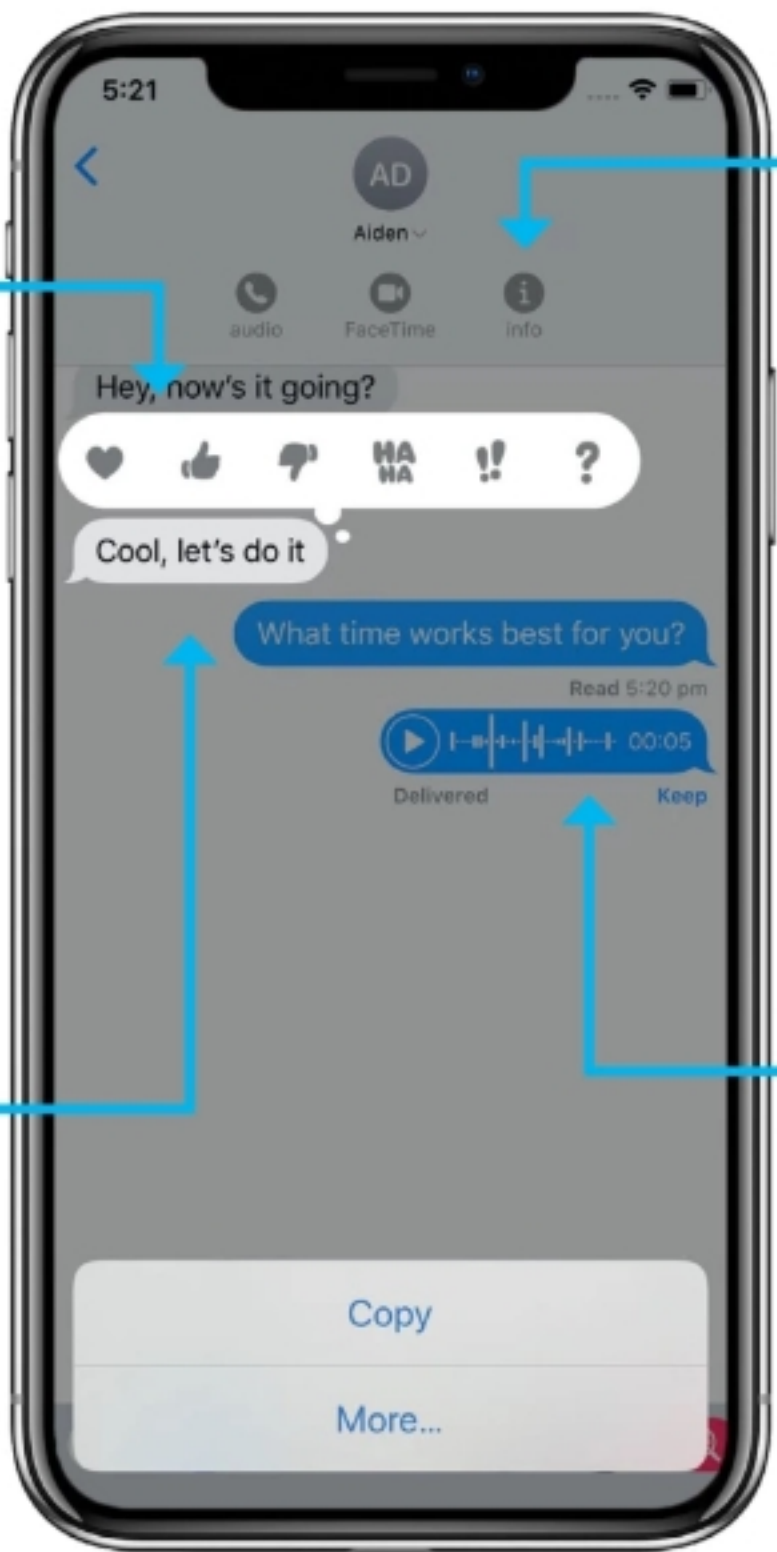 5:21
AD
Aiden
audio FaceTime info
Hey, how's it going?
HA
HA
!! ?
Cool, let's do it
What time works best for you?
Read 5:20 pm
00:05
Delivered Keep
Copy
More...